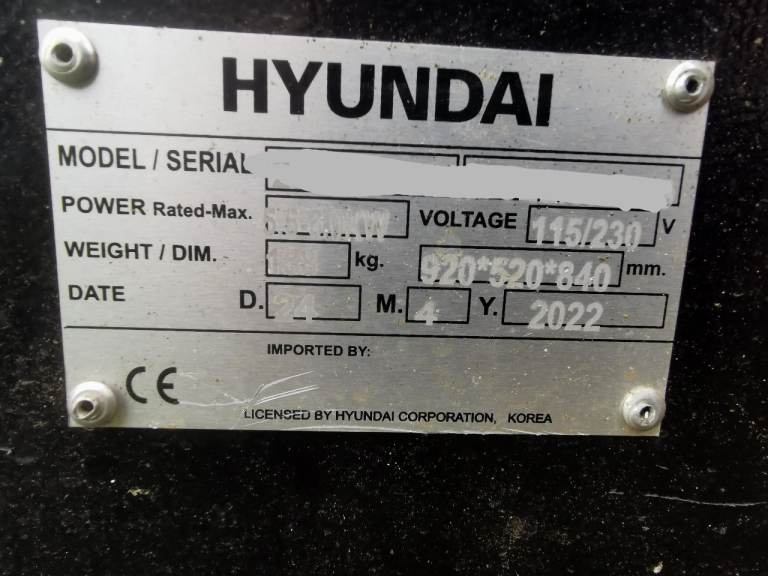 HYUNDAI
MODEL / SERIAL
POWER Rated-Max. VOLTAGE 115/230 V
WEIGHT / DIM. kg. 920*520*840 mm.
DATE D. 24 M. 4 Y. 2022
IMPORTED BY:
CE
LICENSED BY HYUNDAI CORPORATION, KOREA